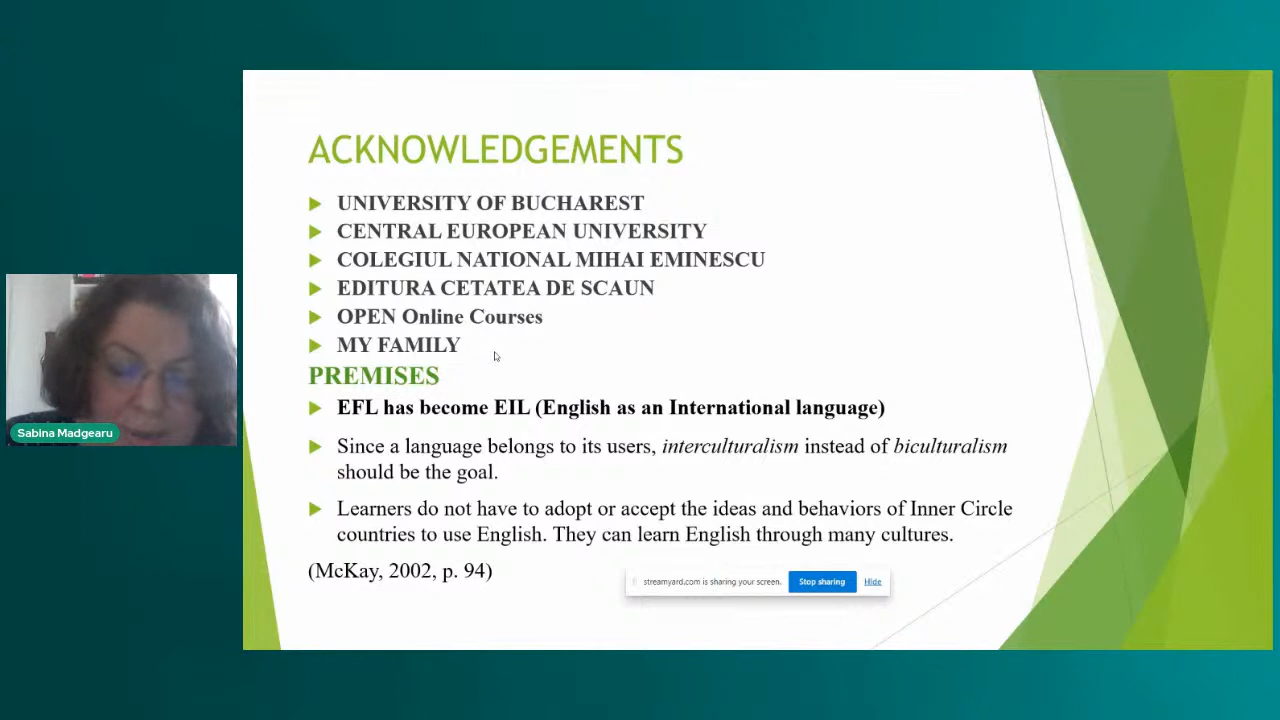 ACKNOWLEDGEMENTS
UNIVERSITY OF BUCHAREST
CENTRAL EUROPEAN UNIVERSITY
COLEGIUL NATIONAL MIHAI EMINESCU
EDITURA CETATEA DE SCAUN
OPEN Online Courses
MY FAMILY
PREMISES
EFL has become EIL (English as an International language)
Since a language belongs to its users, interculturalism instead of biculturalism
should be the goal.
Learners do not have to adopt or accept the ideas and behaviors of Inner Circle
countries to use English. They can learn English through many cultures.
(McKay, 2002, p. 94)
streamyard.com is sharing your screen.
Stop sharing
Hide
Sabina Madgearu